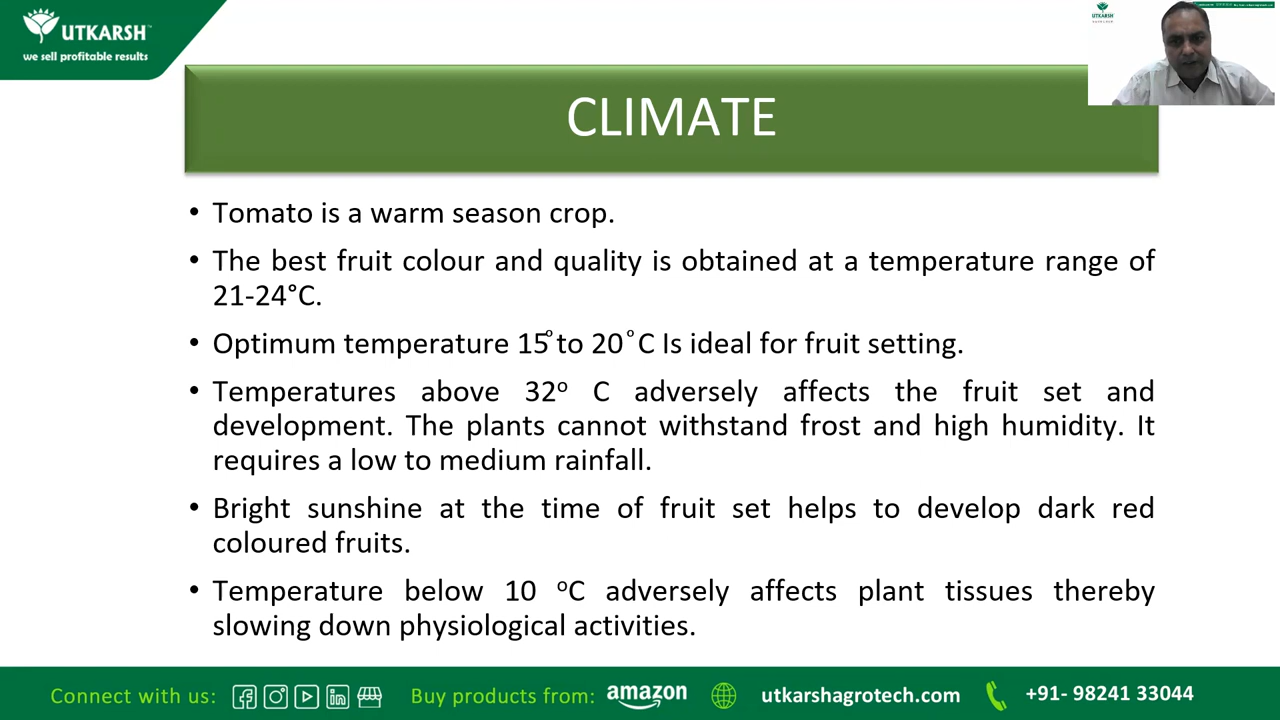 UTKARSH
we sell profitable results
UTKARSH
CLIMATE
• Tomato is a warm season crop.
• The best fruit colour and quality is obtained at a temperature range of
21-24°C.
• Optimum temperature 15° to 20° C Is ideal for fruit setting.
• Temperatures above 32º C adversely affects the fruit set and
development. The plants cannot withstand frost and high humidity. It
requires a low to medium rainfall.
• Bright sunshine at the time of fruit set helps to develop dark red
coloured fruits.
• Temperature below 10 ºC adversely affects plant tissues thereby
slowing down physiological activities.
Connect with us: Buy products from: amazon utkarshagrotech.com +91- 98241 33044